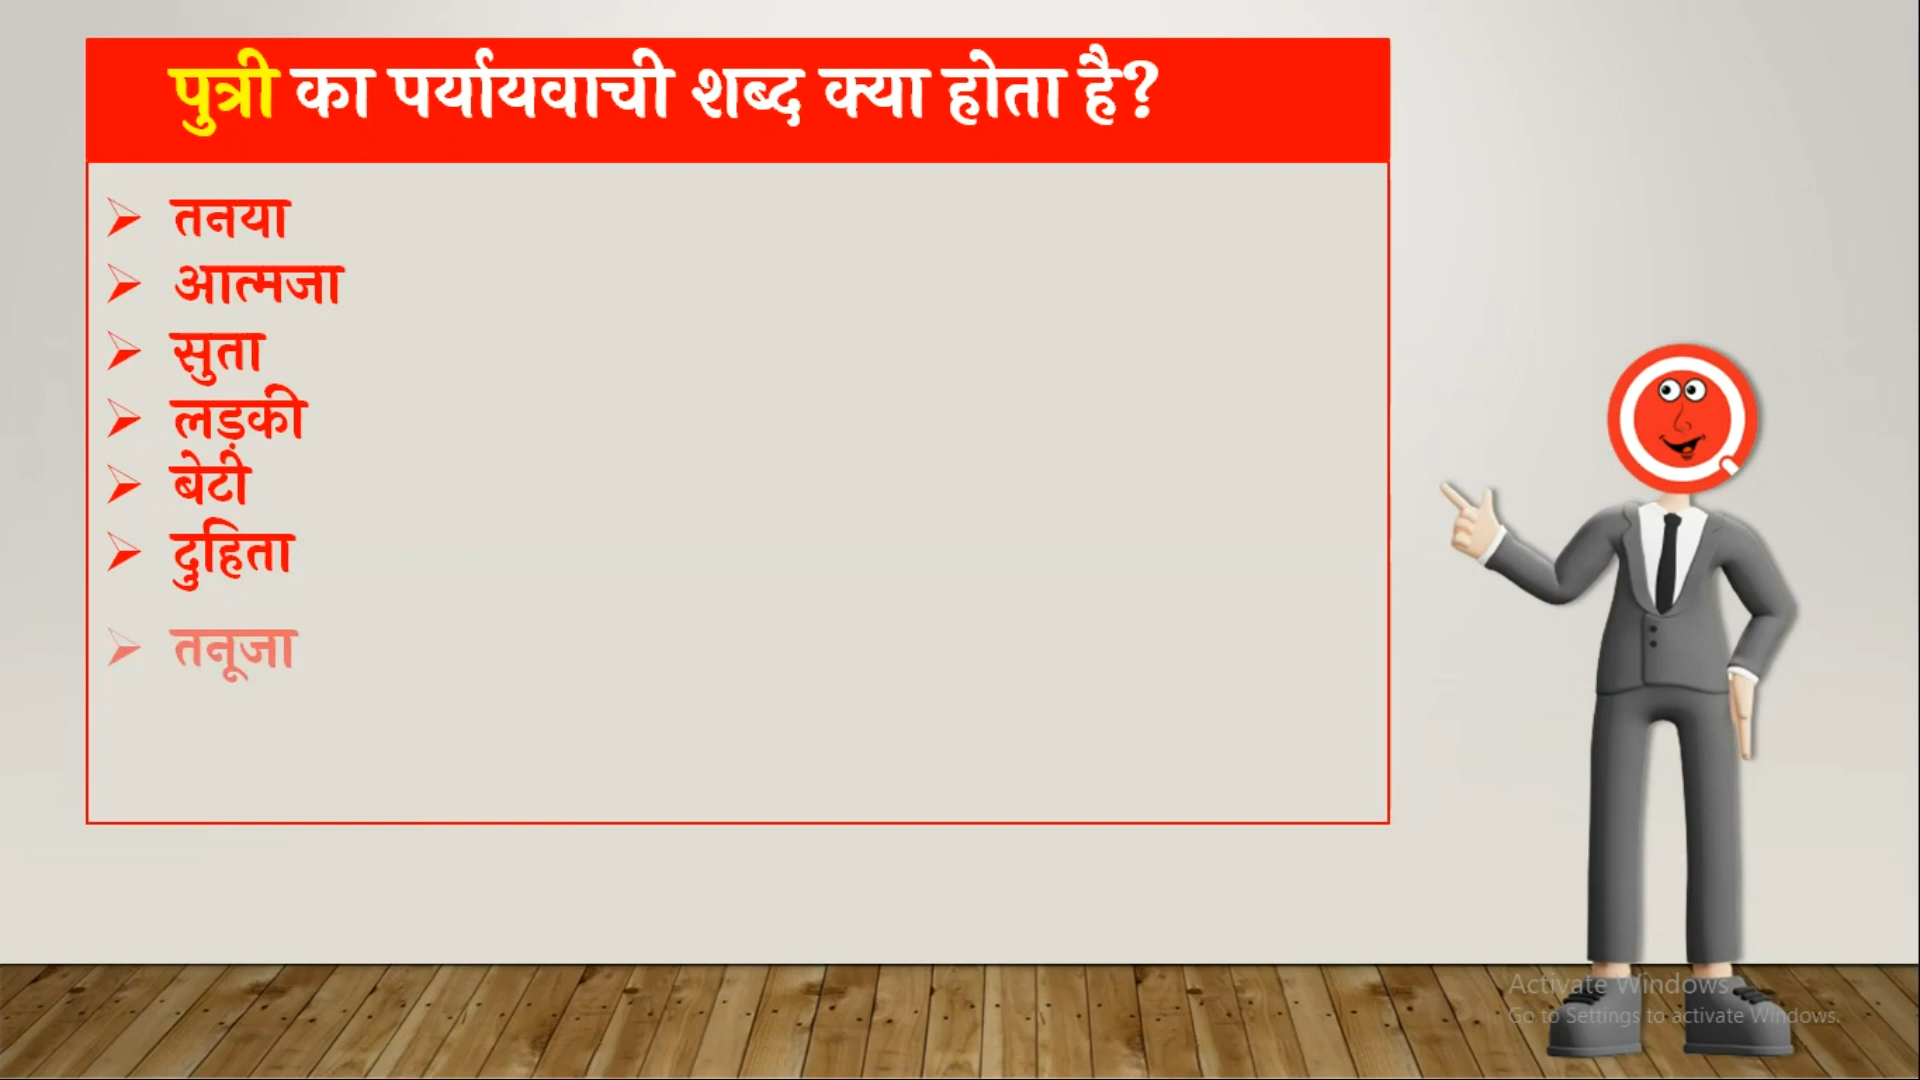 पुत्री का पर्यायवाची शब्द क्या होता है?
तनया
आत्मजा
सुता
लड़की
बेटी
दुहिता
तनूजा
Activate Windows
Go to Settings to activate Windows.